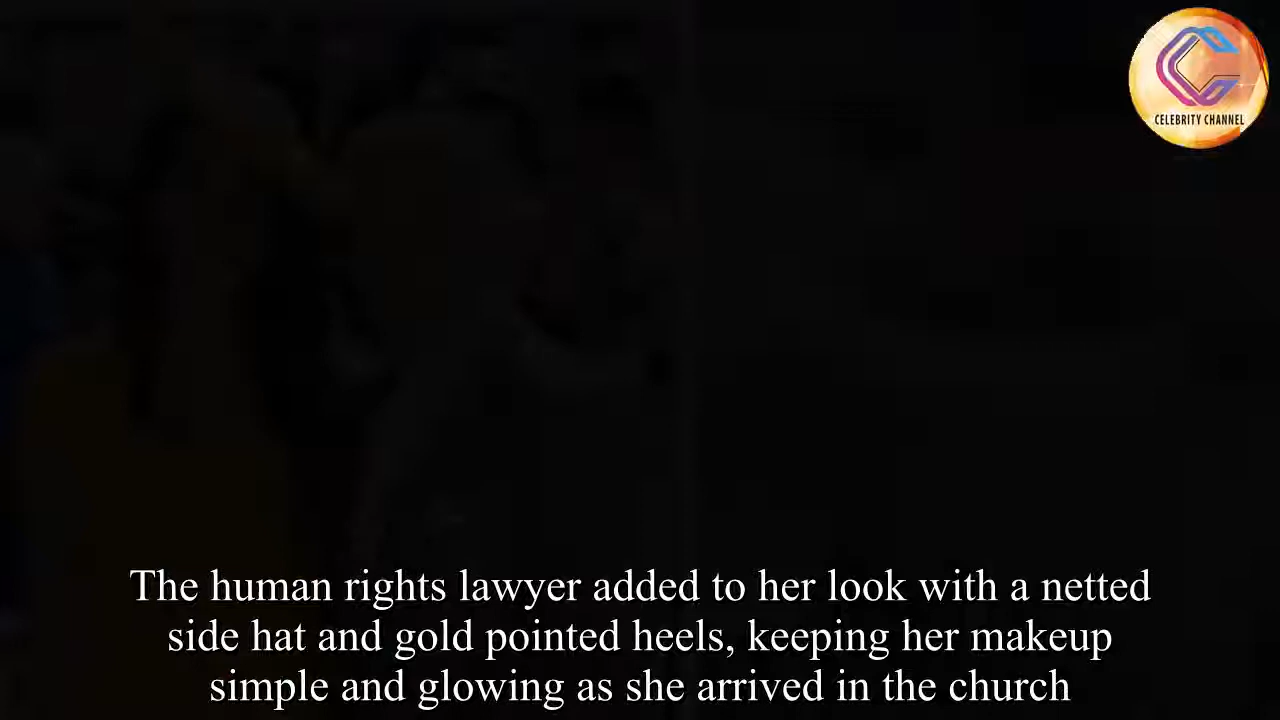 CELEBRITY CHANNEL
The human rights lawyer added to her look with a netted
side hat and gold pointed heels, keeping her makeup
simple and glowing as she arrived in the church